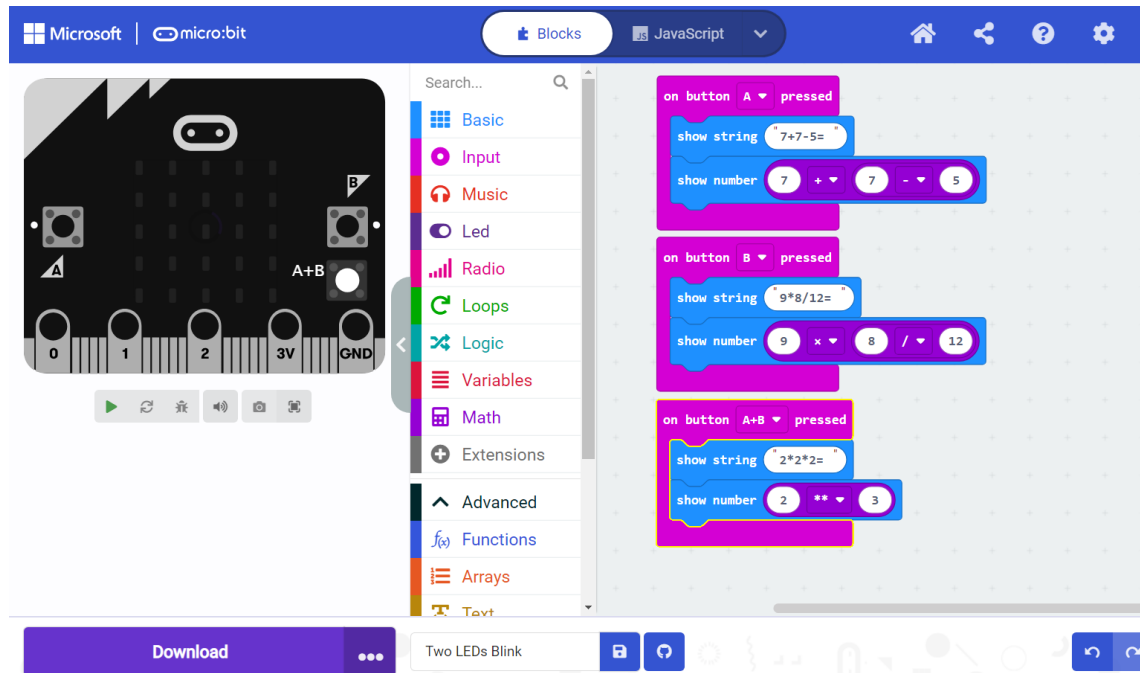 Microsoft | micro:bit
Blocks
JavaScript
B
A
A+B
0 1 2 3V GND
Search...
Basic
Input
Music
Led
Radio
Loops
Logic
Variables
Math
Extensions
Advanced
f(x) Functions
Arrays
Text
on button A pressed
show string "7+7-5= "
show number 7 + 7 - 5
on button B pressed
show string "9*8/12= "
show number 9 × 8 / 12
on button A+B pressed
show string "2*2*2= "
show number 2 ** 3
Download
Two LEDs Blink